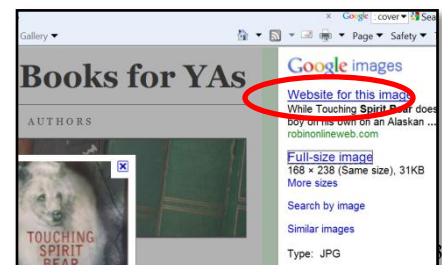 Google : cover Sea
Gallery Page Safety
Books for YAs
AUTHORS
TOUCHING
SPIRIT
BEAR
Google images
Website for this image
While Touching Spirit Bear does
boy on his own on an Alaskan ...
robinonlineweb.com
Full-size image
168 × 238 (Same size), 31KB
More sizes
Search by image
Similar images
Type: JPG